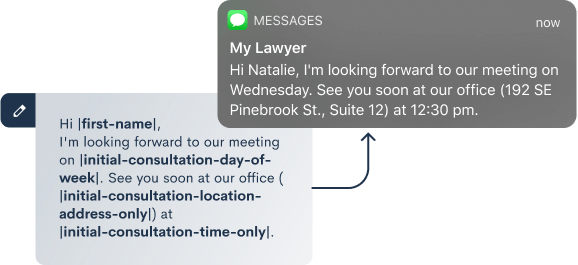 MESSAGES
now
My Lawyer
Hi Natalie, I'm looking forward to our meeting on
Wednesday. See you soon at our office (192 SE
Pinebrook St., Suite 12) at 12:30 pm.
Hi |first-name|,
I'm looking forward to our meeting
on |initial-consultation-day-of-
week|. See you soon at our office (
|initial-consultation-location-
address-only|) at
|initial-consultation-time-only|.